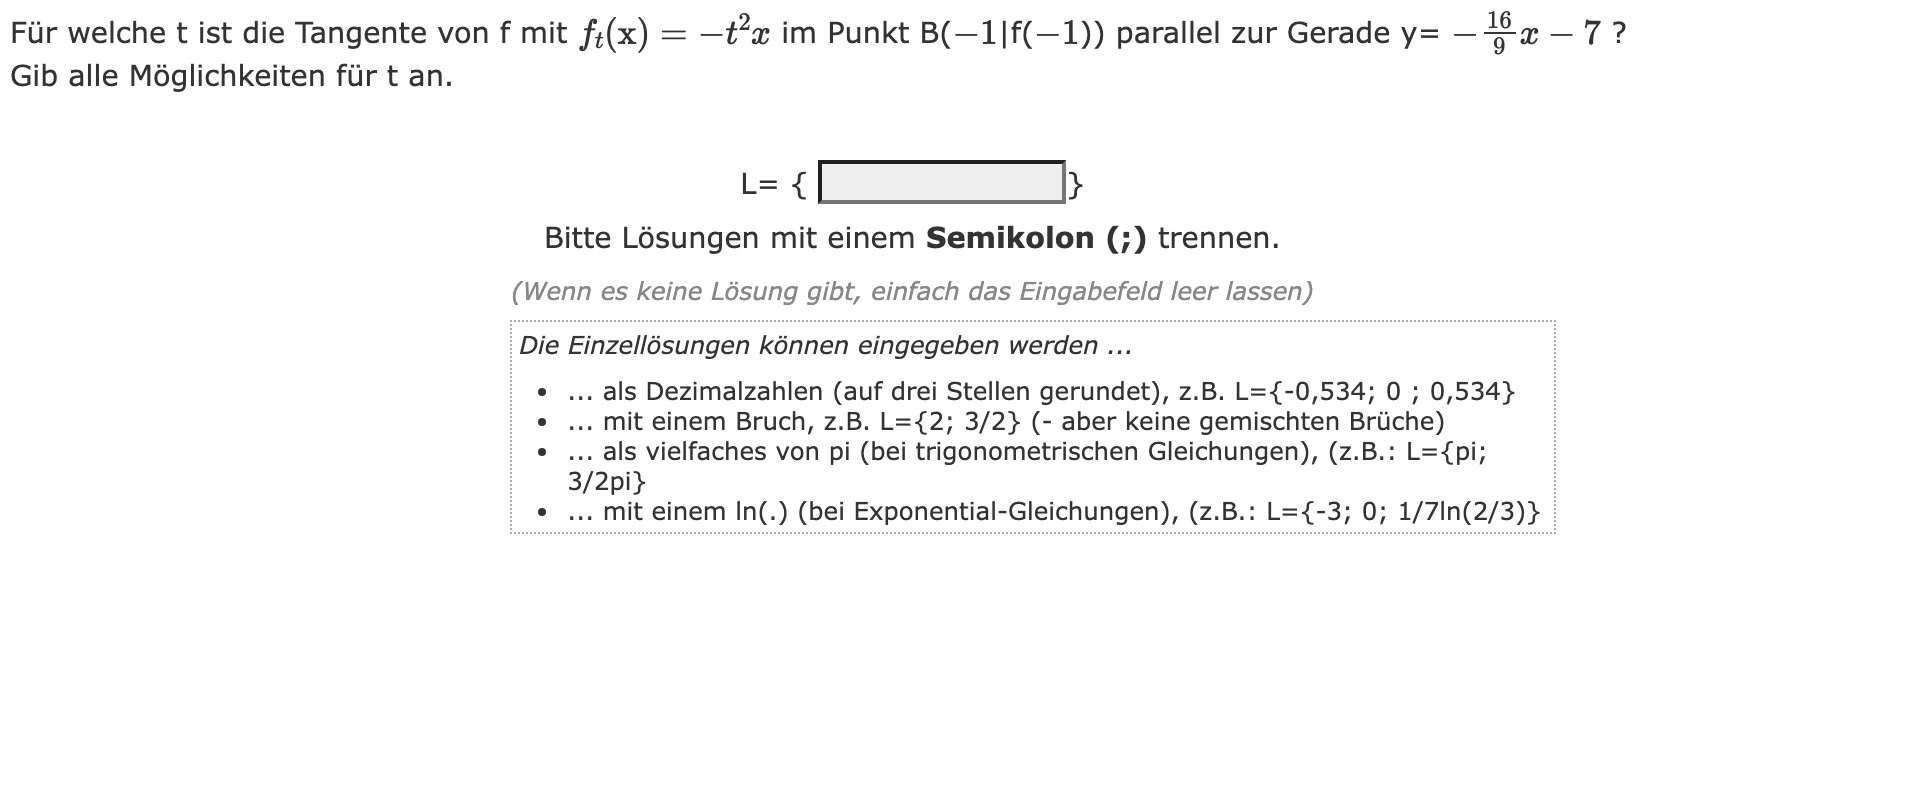 Für welche t ist die Tangente von f mit $f_t(\mathrm{x}) = -t^2x$ im Punkt B(−1|f(−1)) parallel zur Gerade y= $-\frac{16}{9}x - 7$ ?
Gib alle Möglichkeiten für t an.
L= { }
Bitte Lösungen mit einem Semikolon (;) trennen.
(Wenn es keine Lösung gibt, einfach das Eingabefeld leer lassen)
Die Einzellösungen können eingegeben werden ...
• ... als Dezimalzahlen (auf drei Stellen gerundet), z.B. L={-0,534; 0 ; 0,534}
• ... mit einem Bruch, z.B. L={2; 3/2} (- aber keine gemischten Brüche)
• ... als vielfaches von pi (bei trigonometrischen Gleichungen), (z.B.: L={pi;
3/2pi}
• ... mit einem ln(.) (bei Exponential-Gleichungen), (z.B.: L={-3; 0; 1/7ln(2/3)}